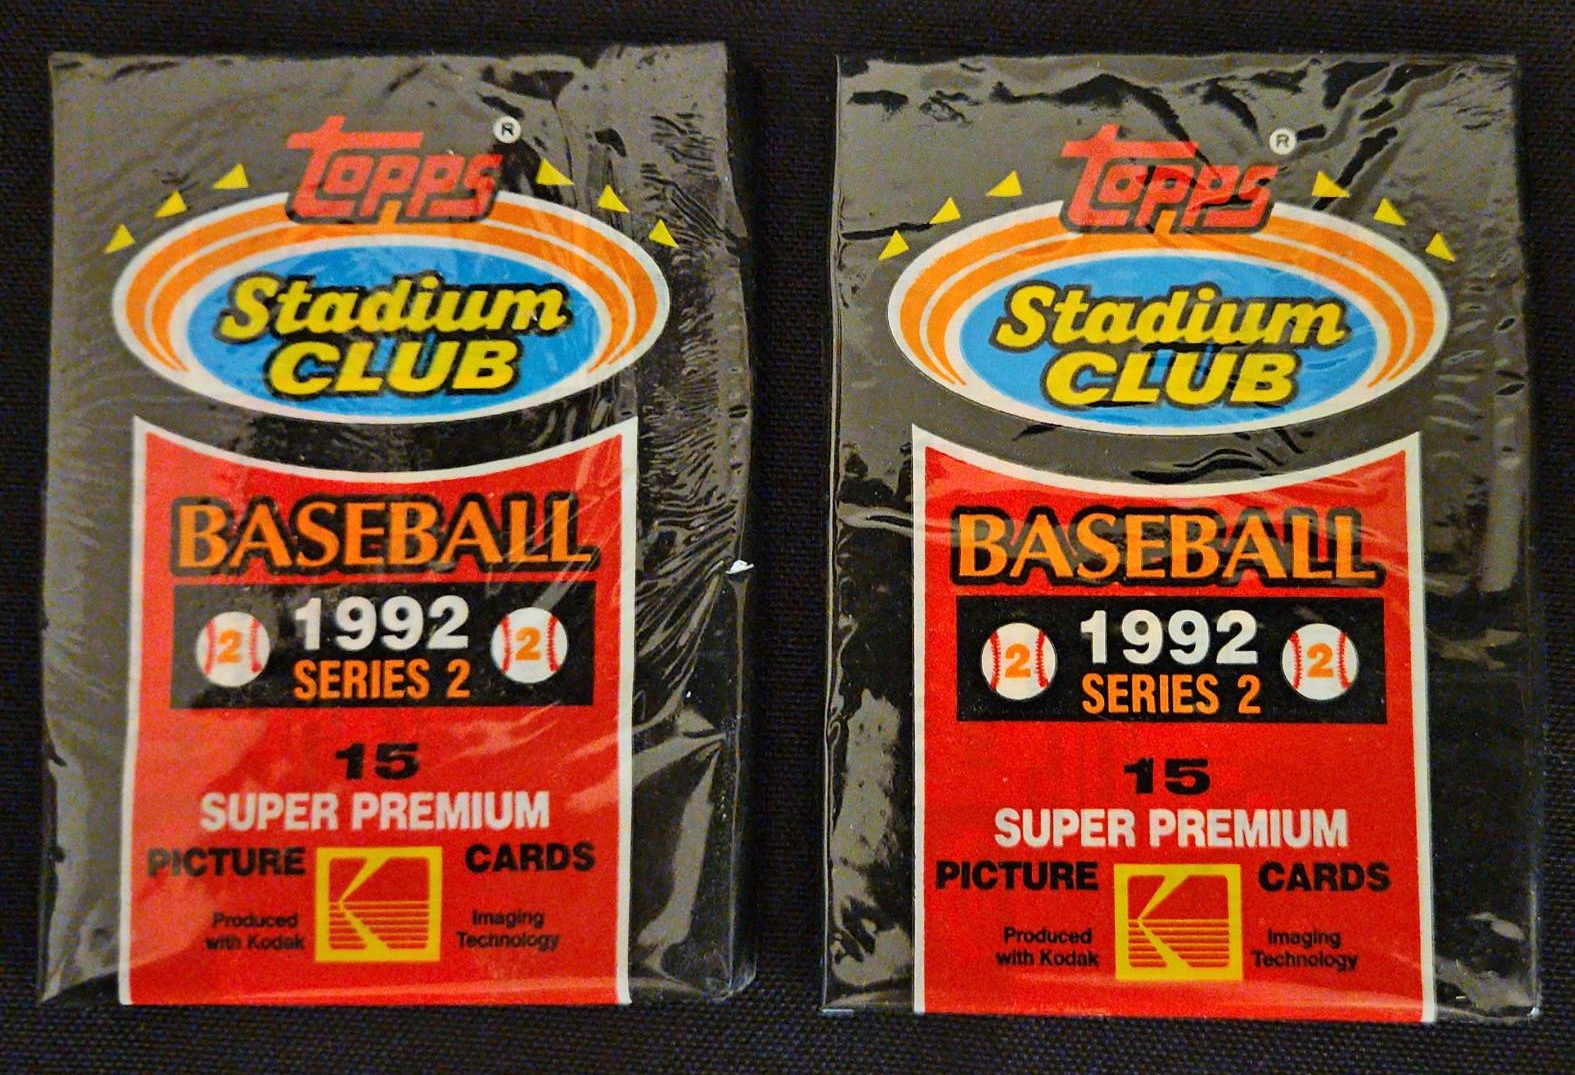 Topps®
Stadium
CLUB
BASEBALL
2 1992 2
SERIES 2
15
SUPER PREMIUM
PICTURE CARDS
Produced Imaging
with Kodak Technology
Topps®
Stadium
CLUB
BASEBALL
2 1992 2
SERIES 2
15
SUPER PREMIUM
PICTURE CARDS
Produced Imaging
with Kodak Technology